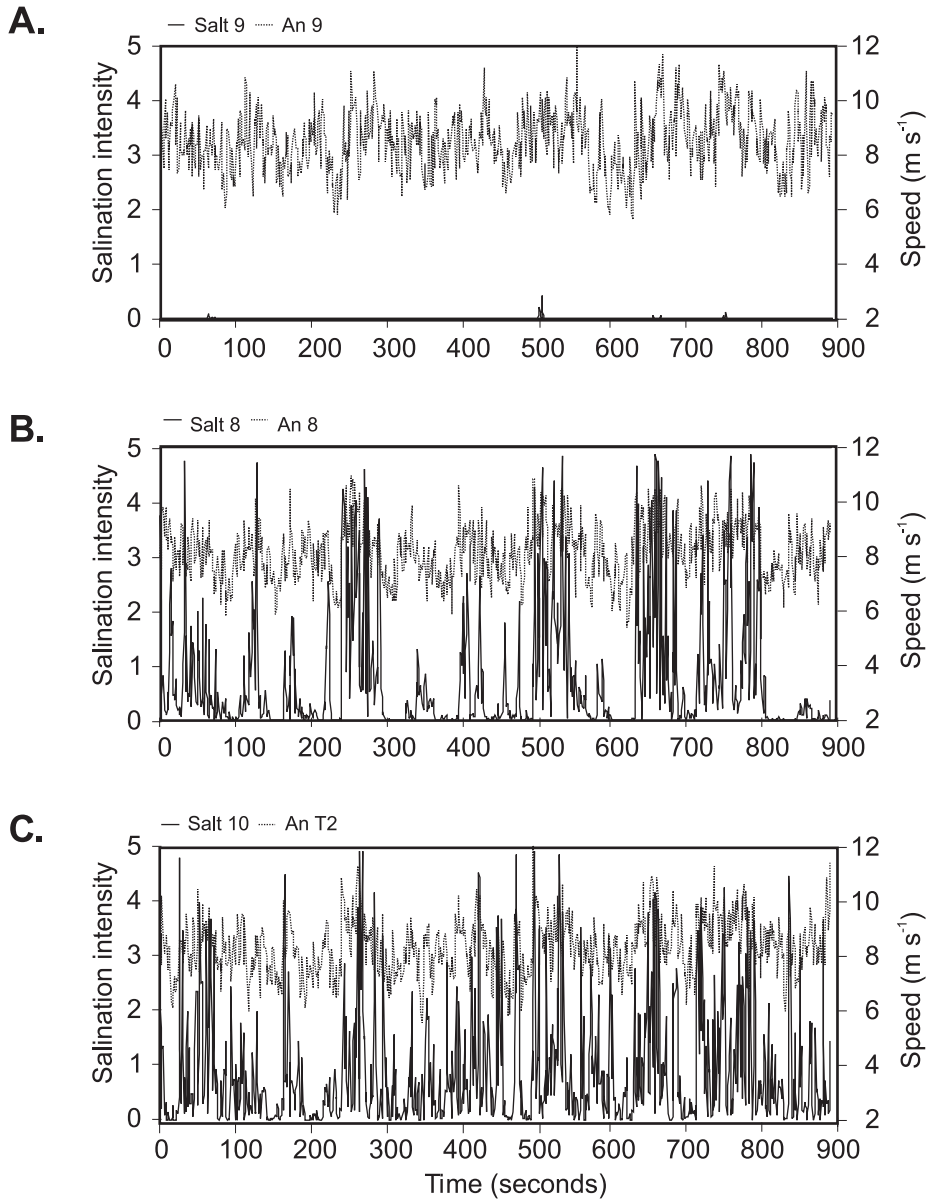 A.
Salt 9 An 9
5 12
4 10
3 8
2 6
1 4
0 2
Salination intensity
Speed (m s-1)
0 100 200 300 400 500 600 700 800 900
B.
Salt 8 An 8
5 12
4 10
3 8
2 6
1 4
0 2
Salination intensity
Speed (m s-1)
0 100 200 300 400 500 600 700 800 900
C.
Salt 10 An T2
5 12
4 10
3 8
2 6
1 4
0 2
Salination intensity
Speed (m s-1)
0 100 200 300 400 500 600 700 800 900
Time (seconds)